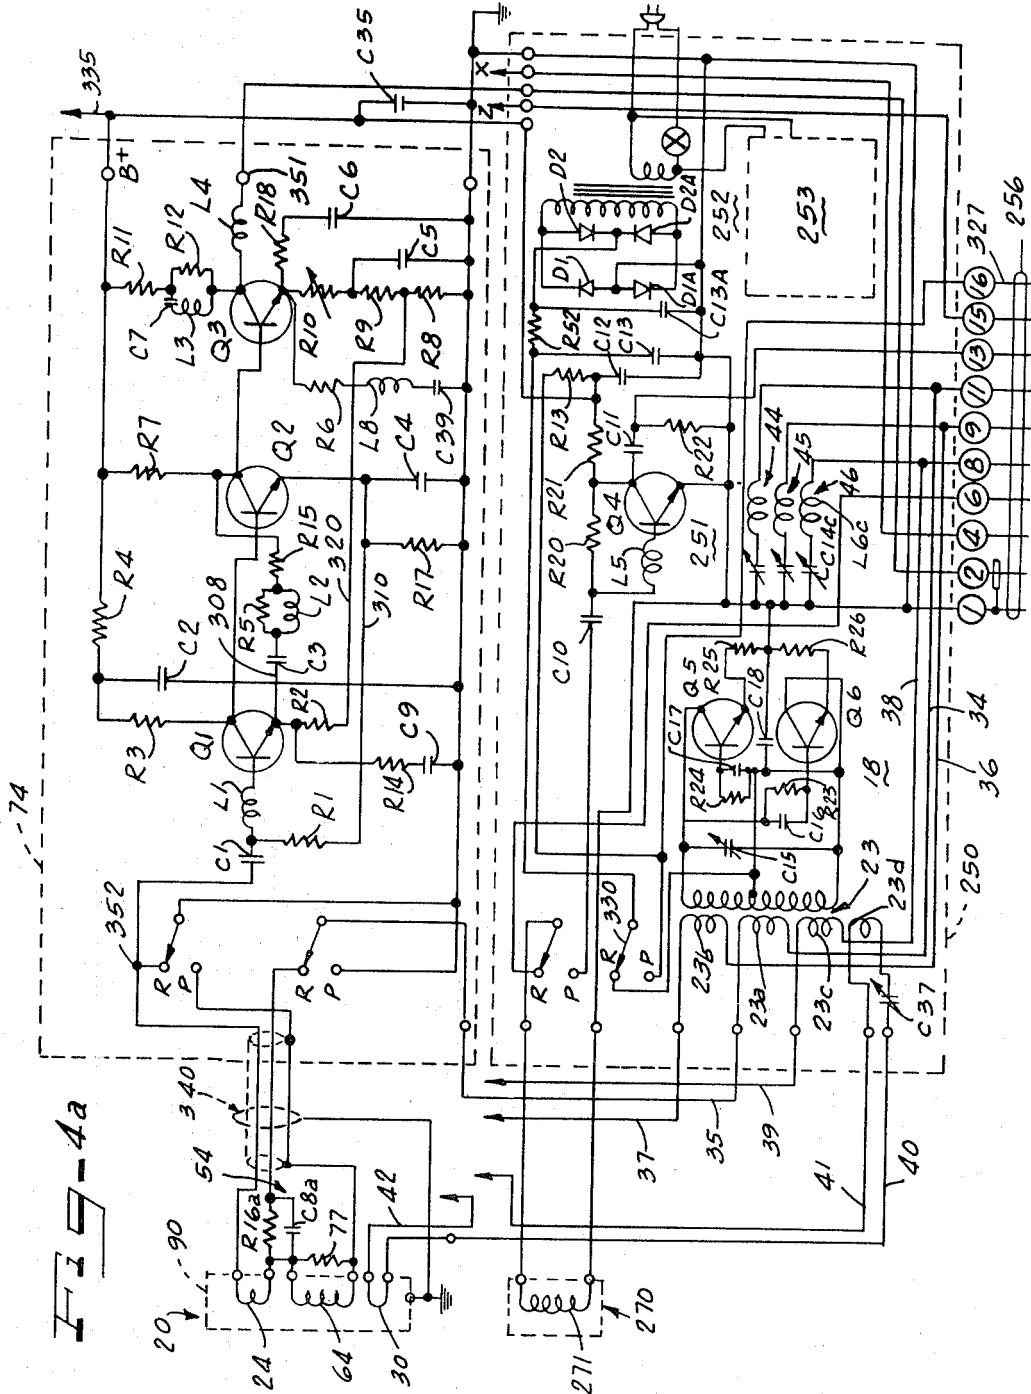 Fig-4a
74
335
B+
C35
R11
R12
L4
351
C7
L3
Q3
R18
C6
R10
C5
R9
R8
R7
R6
L8
C39
C4
Q2
R4
R15
320
308
R5
L2
310
R17
C2
C3
R3
Q1
R2
C9
R14
L1
R1
C1
352
R
P
R
P
X
Z
340
54
90
20
R16a
C8a
77
42
24
64
30
D2
D1
D2A
D1A
252
253
C13A
R52
C12
C13
R13
C11
R21
R22
Q4
R20
L5
251
C10
44
45
46
C14c
L6c
Q5
R25
R26
C18
C17
Q6
R24
R23
C16
C15
18
38
34
36
R
P
330
R
P
23
23d
23b
23a
23c
C37
250
37
35
39
41
40
270
271
16
15
13
11
9
8
6
4
2
1
327
256